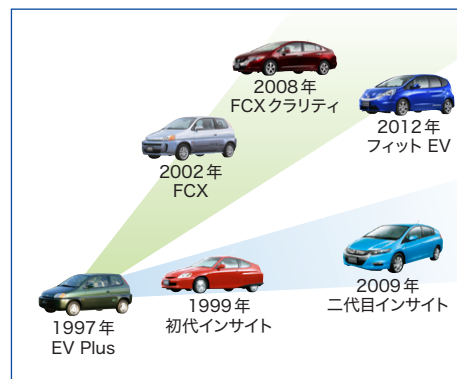 2008年
FCXクラリティ
2012年
フィット EV
2002年
FCX
2009年
二代目インサイト
1999年
初代インサイト
1997年
EV Plus